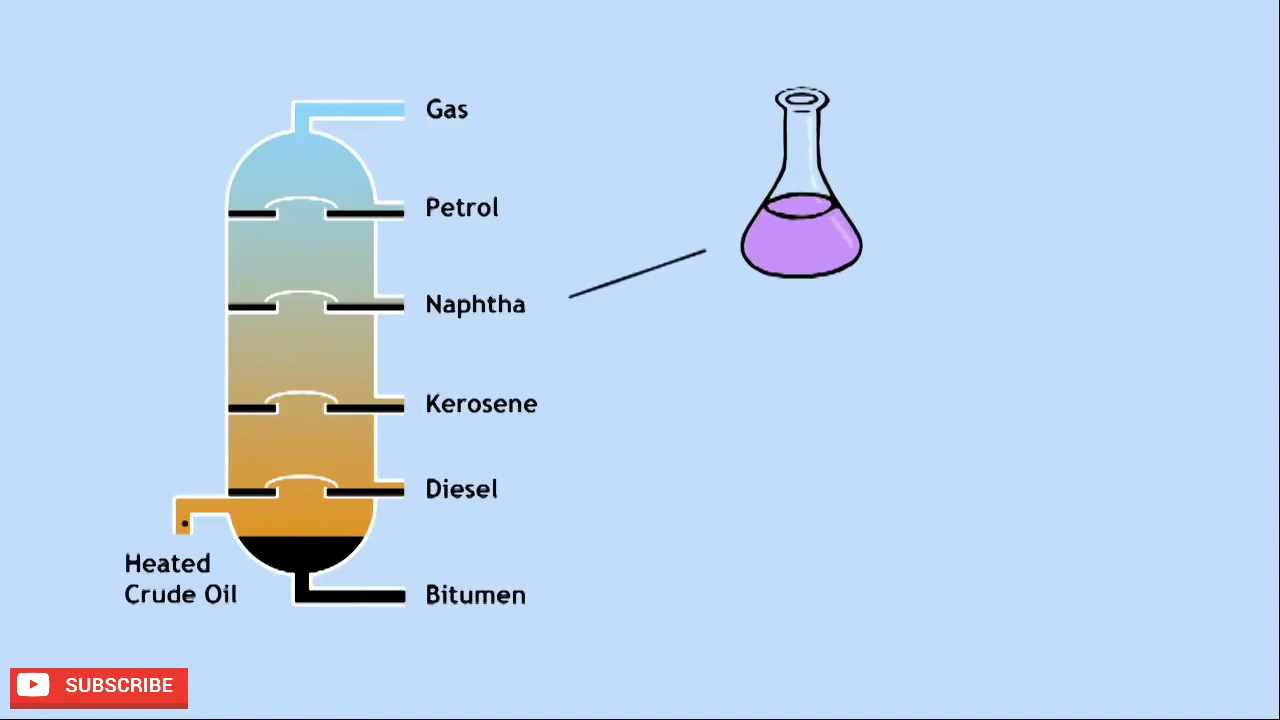 Gas
Petrol
Naphtha
Kerosene
Diesel
Heated
Crude Oil
Bitumen
SUBSCRIBE